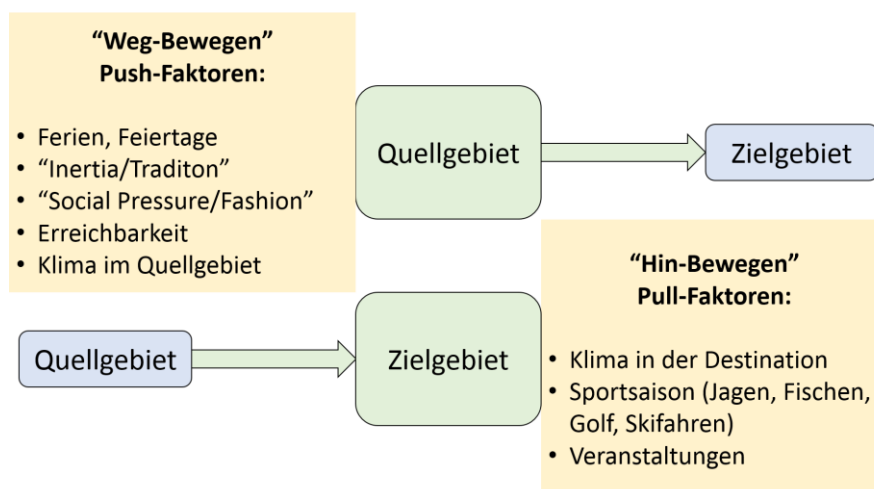 “Weg-Bewegen”
Push-Faktoren:
• Ferien, Feiertage
• “Inertia/Traditon”
• “Social Pressure/Fashion”
• Erreichbarkeit
• Klima im Quellgebiet
Quellgebiet
Zielgebiet
Quellgebiet
Zielgebiet
“Hin-Bewegen”
Pull-Faktoren:
• Klima in der Destination
• Sportsaison (Jagen, Fischen,
Golf, Skifahren)
• Veranstaltungen